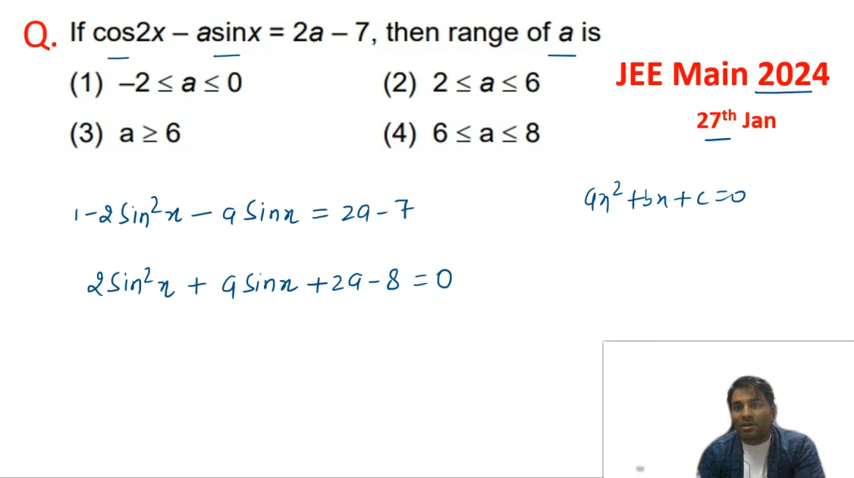 Q. If cos2x – asinx = 2a – 7, then range of a is
(1) –2 ≤ a ≤ 0
(2) 2 ≤ a ≤ 6
(3) a ≥ 6
(4) 6 ≤ a ≤ 8
JEE Main 2024
27th Jan
1-2 Sin²x - a Sinx = 2a - 7
ax² + bx + c = 0
2 Sin²x + a Sinx + 2a - 8 = 0